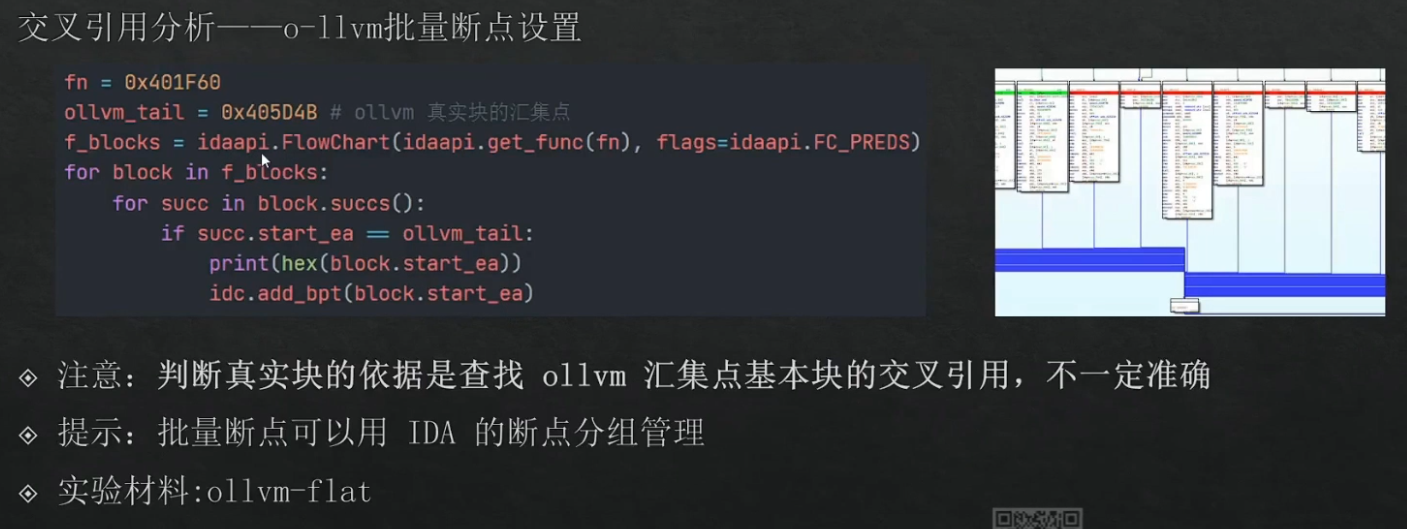 交叉引用分析——o-llvm批量断点设置
fn = 0x401F60
ollvm_tail = 0x405D4B # ollvm 真实块的汇集点
f_blocks = idaapi.FlowChart(idaapi.get_func(fn), flags=idaapi.FC_PREDS)
for block in f_blocks:
    for succ in block.succs():
        if succ.start_ea == ollvm_tail:
            print(hex(block.start_ea))
            idc.add_bpt(block.start_ea)
注意: 判断真实块的依据是查找 ollvm 汇集点基本块的交叉引用，不一定准确
提示: 批量断点可以用 IDA 的断点分组管理
实验材料:ollvm-flat